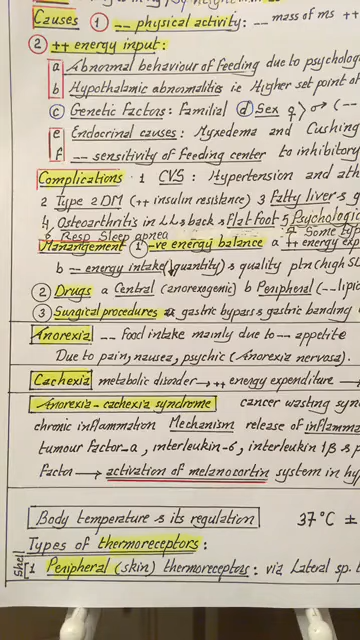 Causes 1 -- physical activity: -- mass of ms ++
2 ++ energy input:
a Abnormal behaviour of feeding due to psycholog
b Hypothalamic abnormalities ie Higher set point of
c Genetic Factors: Familial d Sex ♀ > ♂ (--
e Endocrinal causes: Myxedema and Cushing
f -- sensitivity of feeding center to inhibitory
Complications 1 CVS: Hypertension and ath
2 Type 2 DM (++ insulin resistance) 3 Fatty liver & g
4 Osteoarthritis in LL & back & Flat foot 5 Psychologic
6 Resp Sleep apnea a Some typ
Manangement 1 -ve energy balance a ++ energy exp
b -- energy intake (quantity) & quality ptn (high S
2 Drugs a Central (anorexogenic) b Peripheral (-- lipi
3 Surgical procedures a gastric bypass & gastric banding
Anorexia -- Food intake mainly due to -- appetite
Due to pain, nausea, psychic (Anorexia nervosa).
Cachexia metabolic disorder → ++ energy expenditure →
Anorexia-cachexia syndrome cancer wasting syn
chronic inflammation Mechanism release of inflamma
tumour factor-a, interleukin-6, interleukin 1β & p
Factor → activation of melanocortin system in hy
Body temperature & its regulation 37°C ±
Types of thermoreceptors:
Shel [1 Peripheral (skin) thermoreceptors: via Lateral sp.